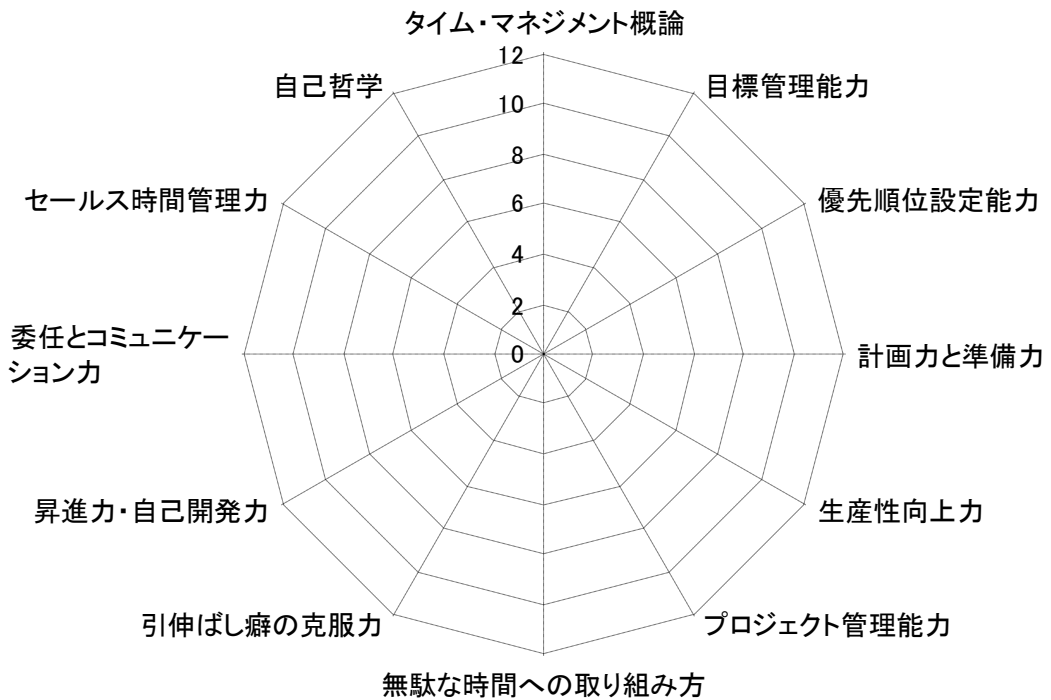 タイム・マネジメント概論
12
10
8
6
4
2
0
目標管理能力
優先順位設定能力
計画力と準備力
生産性向上力
プロジェクト管理能力
無駄な時間への取り組み方
引伸ばし癖の克服力
昇進力・自己開発力
委任とコミュニケー
ション力
セールス時間管理力
自己哲学